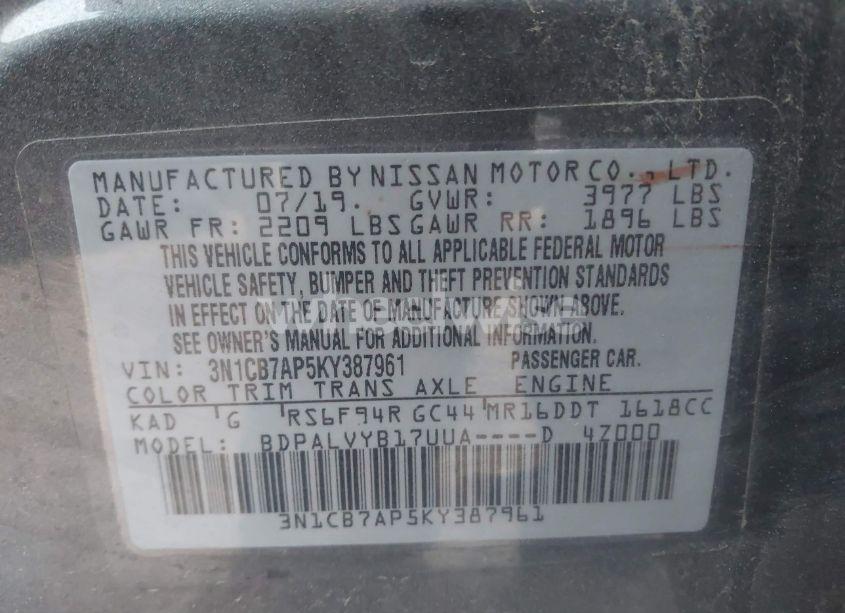 MANUFACTURED BY NISSAN MOTOR CO., LTD.
DATE: 07/19. GVWR: 3977 LBS
GAWR FR: 2209 LBS GAWR RR: 1896 LBS
THIS VEHICLE CONFORMS TO ALL APPLICABLE FEDERAL MOTOR
VEHICLE SAFETY, BUMPER AND THEFT PREVENTION STANDARDS
IN EFFECT ON THE DATE OF MANUFACTURE SHOWN ABOVE.
SEE OWNER'S MANUAL FOR ADDITIONAL INFORMATION.
VIN: 3N1CB7AP5KY387961 PASSENGER CAR.
COLOR TRIM TRANS AXLE ENGINE
KAD G RS6F94R GC44 MR16DDT 1618CC
MODEL: BDPALVYB17UUA----D 4Z000
3N1CB7AP5KY387961